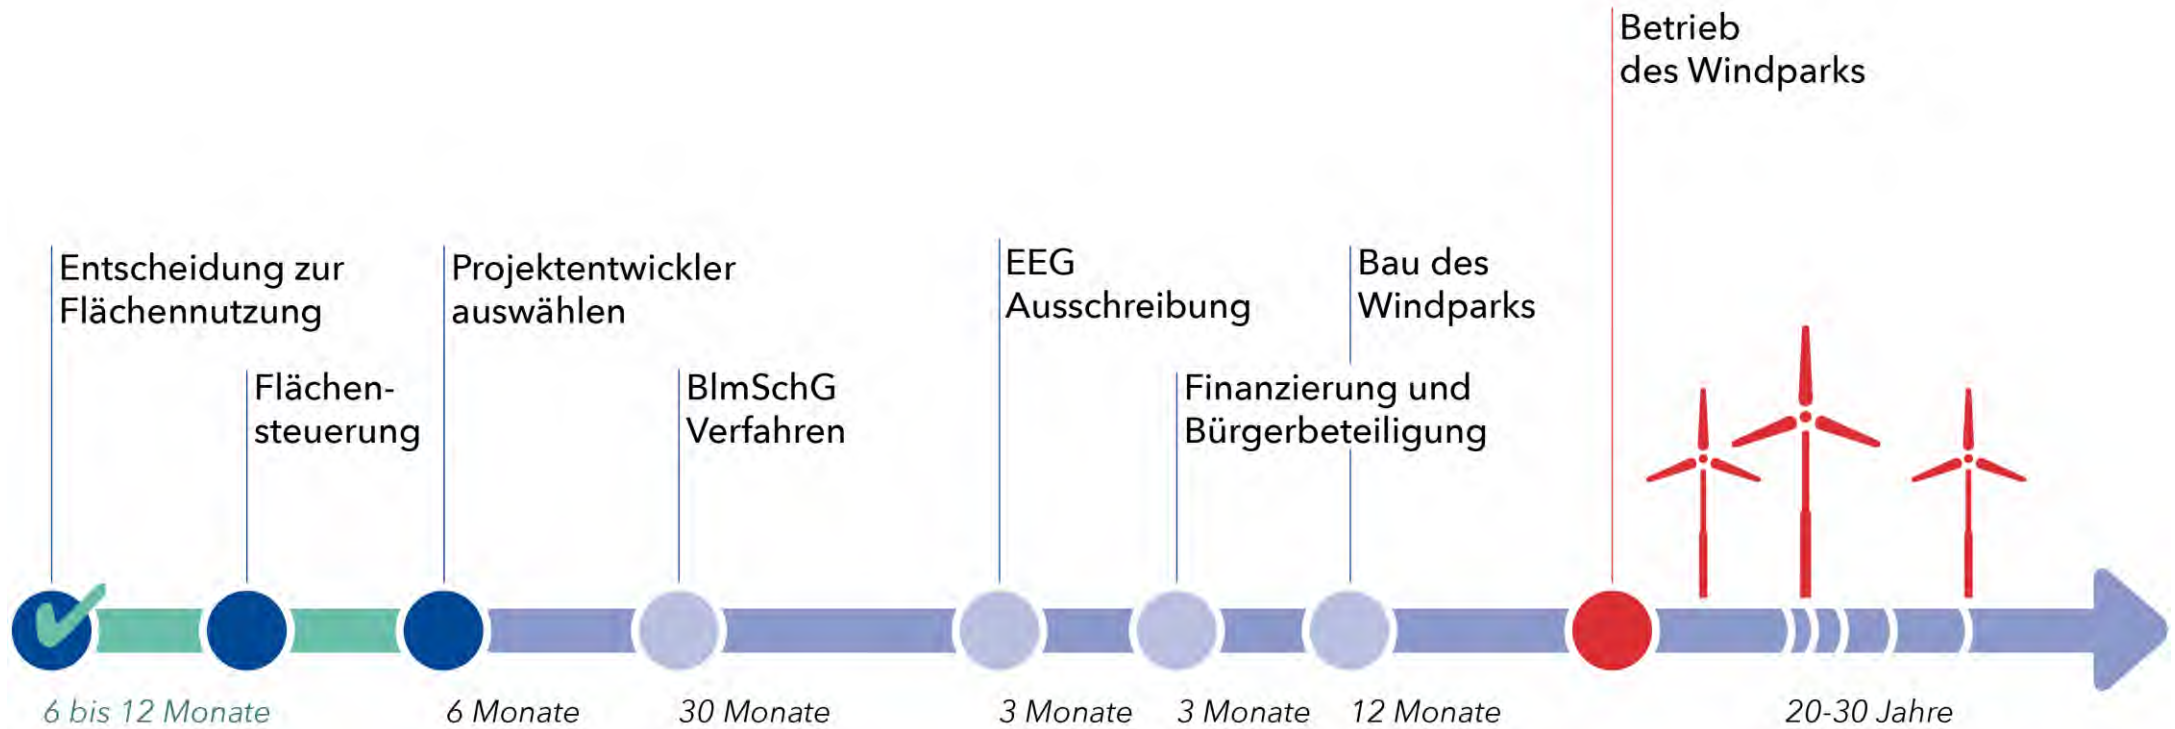 Betrieb
des Windparks
Entscheidung zur
Flächennutzung
Projektentwickler
auswählen
EEG
Ausschreibung
Bau des
Windparks
Flächen-
steuerung
BlmSchG
Verfahren
Finanzierung und
Bürgerbeteiligung
6 bis 12 Monate
6 Monate
30 Monate
3 Monate
3 Monate
12 Monate
20-30 Jahre